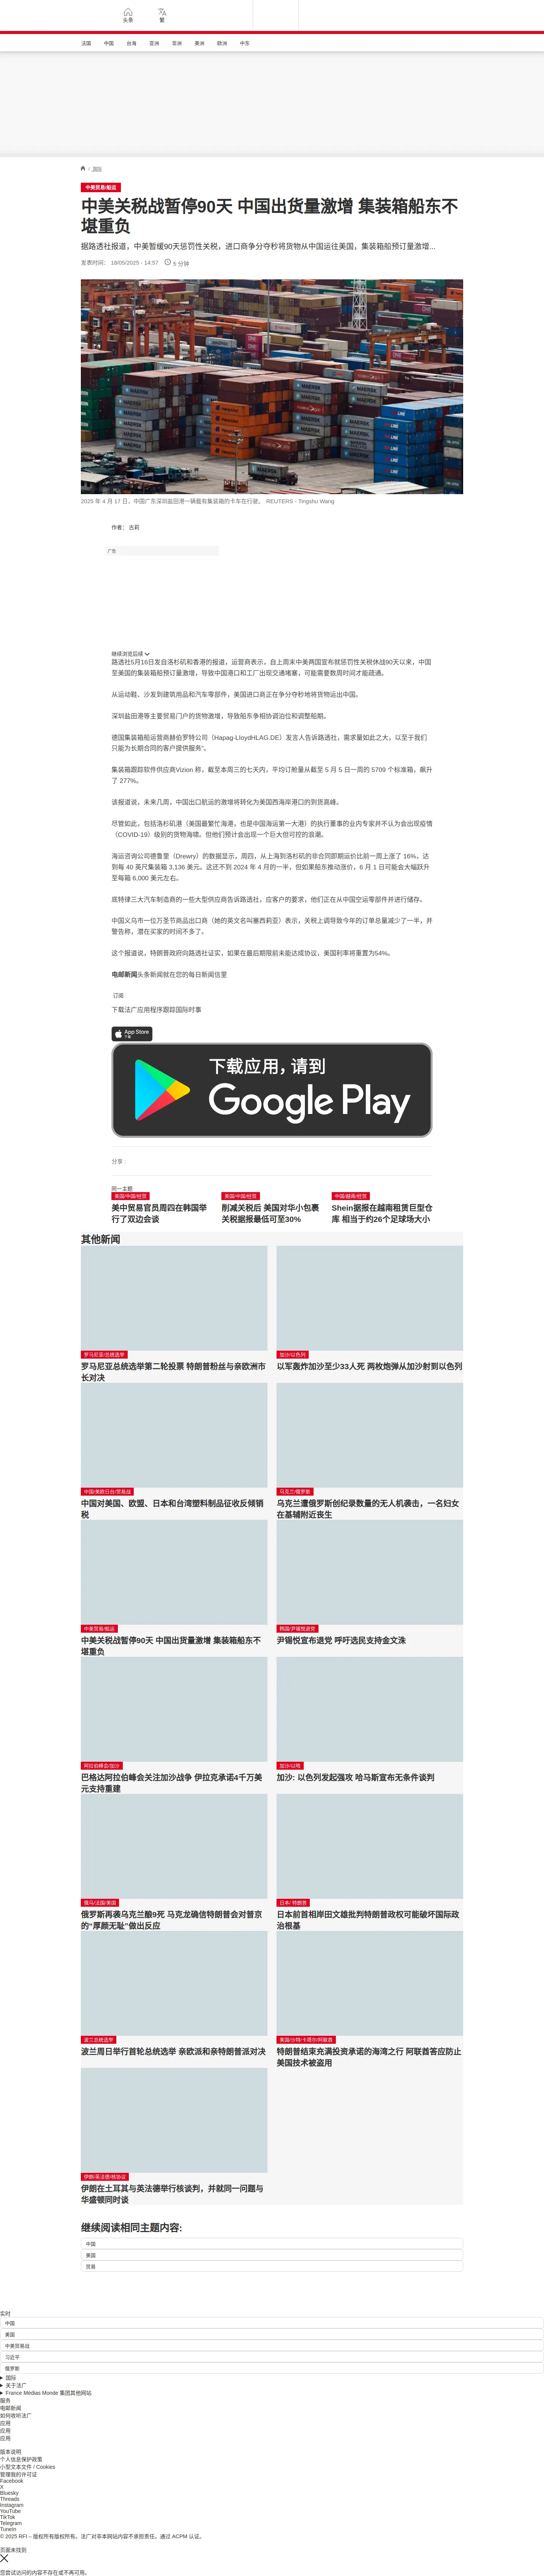 头条
繁
法国
中国
台海
亚洲
非洲
美洲
欧洲
中东
/ 国际
中美贸易/船运
中美关税战暂停90天 中国出货量激增 集装箱船东不
堪重负
据路透社报道，中美暂缓90天惩罚性关税，进口商争分夺秒将货物从中国运往美国，集装箱船预订量激增...
发表时间： 18/05/2025 - 14:57
5 分钟
2025 年 4 月 17 日，中国广东深圳盐田港一辆载有集装箱的卡车在行驶。 REUTERS - Tingshu Wang
作者： 古莉
广告
继续浏览后续
路透社5月16日发自洛杉矶和香港的报道，运营商表示，自上周末中美两国宣布就惩罚性关税休战90天以来，中国
至美国的集装箱船预订量激增，导致中国港口和工厂出现交通堵塞，可能需要数周时间才能疏通。
从运动鞋、沙发到建筑用品和汽车零部件，美国进口商正在争分夺秒地将货物运出中国。
深圳盐田港等主要贸易门户的货物激增，导致船东争相协调泊位和调整船期。
德国集装箱船运营商赫伯罗特公司（Hapag-LloydHLAG.DE）发言人告诉路透社，需求量如此之大，以至于我们
只能为长期合同的客户提供服务”。
集装箱跟踪软件供应商Vizion 称，截至本周三的七天内，平均订舱量从截至 5 月 5 日一周的 5709 个标准箱，飙升
了 277%。
该报道说，未来几周，中国出口航运的激增将转化为美国西海岸港口的到货高峰。
尽管如此，包括洛杉矶港（美国最繁忙海港，也是中国海运第一大港）的执行董事的业内专家并不认为会出现疫情
（COVID-19）级别的货物海啸。但他们预计会出现一个巨大但可控的浪潮。
海运咨询公司德鲁里（Drewry）的数据显示，周四，从上海到洛杉矶的非合同即期运价比前一周上涨了 16%，达
到每 40 英尺集装箱 3,136 美元。这还不到 2024 年 4 月的一半，但如果船东推动涨价，6 月 1 日可能会大幅跃升
至每箱 6,000 美元左右。
底特律三大汽车制造商的一些大型供应商告诉路透社，应客户的要求，他们正在从中国空运零部件并进行储存。
中国义乌市一位万圣节商品出口商（她的英文名叫塞西莉亚）表示，关税上调导致今年的订单总量减少了一半，并
警告称，潜在买家的时间不多了。
这个报道说，特朗普政府向路透社证实，如果在最后期限前未能达成协议，美国利率将重置为54%。
电邮新闻头条新闻就在您的每日新闻信里
订阅
下载法广应用程序跟踪国际时事
App Store
下载
下载应用，请到
Google Play
分享 :
同一主题
美国/中国/经贸
美中贸易官员周四在韩国举
行了双边会谈
美国/中国/经贸
削减关税后 美国对华小包裹
关税据报最低可至30%
中国/越南/经贸
Shein据报在越南租赁巨型仓
库 相当于约26个足球场大小
其他新闻
罗马尼亚/总统选举
罗马尼亚总统选举第二轮投票 特朗普粉丝与亲欧洲市
长对决
加沙/以色列
以军轰炸加沙至少33人死 两枚炮弹从加沙射到以色列
中国/美欧日台/贸易战
中国对美国、欧盟、日本和台湾塑料制品征收反倾销
税
乌克兰/俄罗斯
乌克兰遭俄罗斯创纪录数量的无人机袭击，一名妇女
在基辅附近丧生
中美贸易/船运
中美关税战暂停90天 中国出货量激增 集装箱船东不
堪重负
韩国/尹锡悦退党
尹锡悦宣布退党 呼吁选民支持金文洙
阿拉伯峰会/加沙
巴格达阿拉伯峰会关注加沙战争 伊拉克承诺4千万美
元支持重建
加沙/以哈
加沙: 以色列发起强攻 哈马斯宣布无条件谈判
俄乌/法国/美国
俄罗斯再袭乌克兰酿9死 马克龙确信特朗普会对普京
的“厚颜无耻”做出反应
日本/ 特朗普
日本前首相岸田文雄批判特朗普政权可能破坏国际政
治根基
波兰总统选举
波兰周日举行首轮总统选举 亲欧派和亲特朗普派对决
美国/沙特/卡塔尔/阿联酋
特朗普结束充满投资承诺的海湾之行 阿联酋答应防止
美国技术被盗用
伊朗/英法德/核协议
伊朗在土耳其与英法德举行核谈判，并就同一问题与
华盛顿同时谈
继续阅读相同主题内容:
中国
美国
贸易
实时
中国
美国
中美贸易战
习近平
俄罗斯
国际
关于法广
France Médias Monde 集团其他网站
服务
电邮新闻
如何收听法广
应用
应用
应用
版本说明
个人信息保护政策
小型文本文件 / Cookies
管理我的许可证
Facebook
X
Bluesky
Threads
Instagram
YouTube
TikTok
Telegram
TuneIn
© 2025 RFI – 版权所有版权所有。法广对非本网站内容不承担责任。通过 ACPM 认证。
页面未找到
您尝试访问的内容不存在或不再可用。